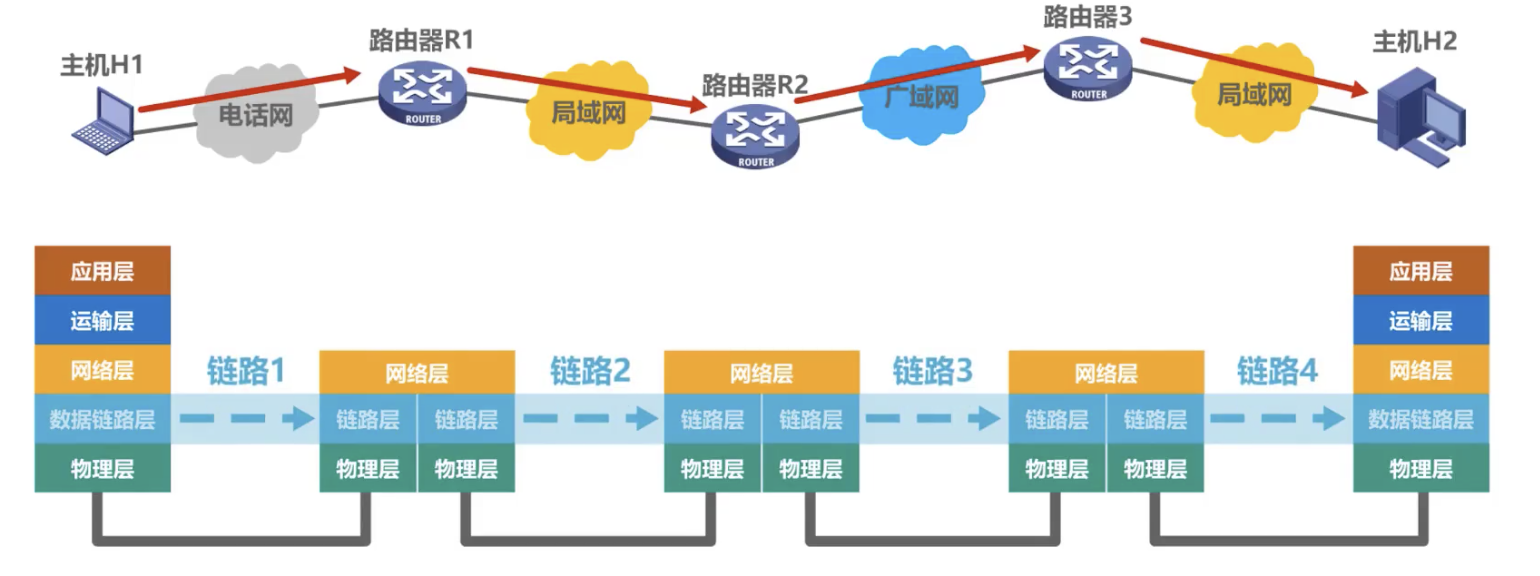 主机H1
路由器R1
路由器R2
路由器3
主机H2
电话网
局域网
广域网
局域网
ROUTER
ROUTER
ROUTER
应用层
运输层
网络层
数据链路层
物理层
链路1
网络层
链路层 链路层
物理层 物理层
链路2
网络层
链路层 链路层
物理层 物理层
链路3
网络层
链路层 链路层
物理层 物理层
链路4
应用层
运输层
网络层
数据链路层
物理层